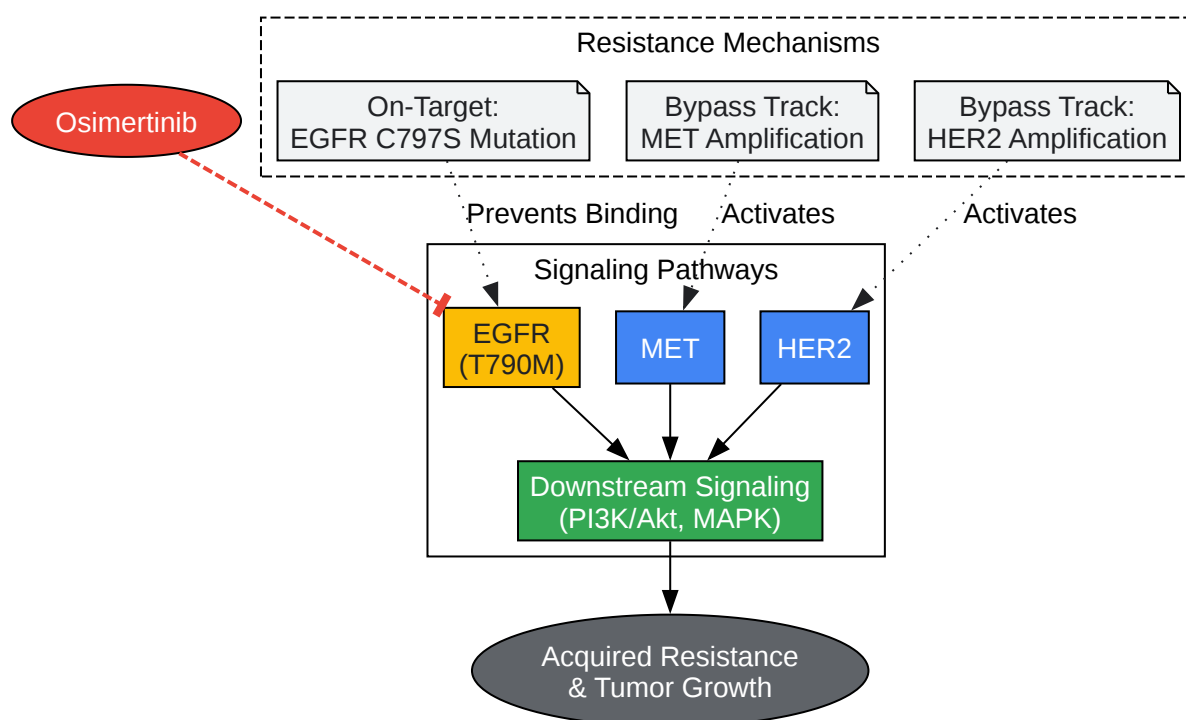 Resistance Mechanisms
Osimertinib
On-Target:
EGFR C797S Mutation
Bypass Track:
MET Amplification
Bypass Track:
HER2 Amplification
Prevents Binding
Activates
Activates
Signaling Pathways
EGFR
(T790M)
MET
HER2
Downstream Signaling
(PI3K/Akt, MAPK)
Acquired Resistance
& Tumor Growth